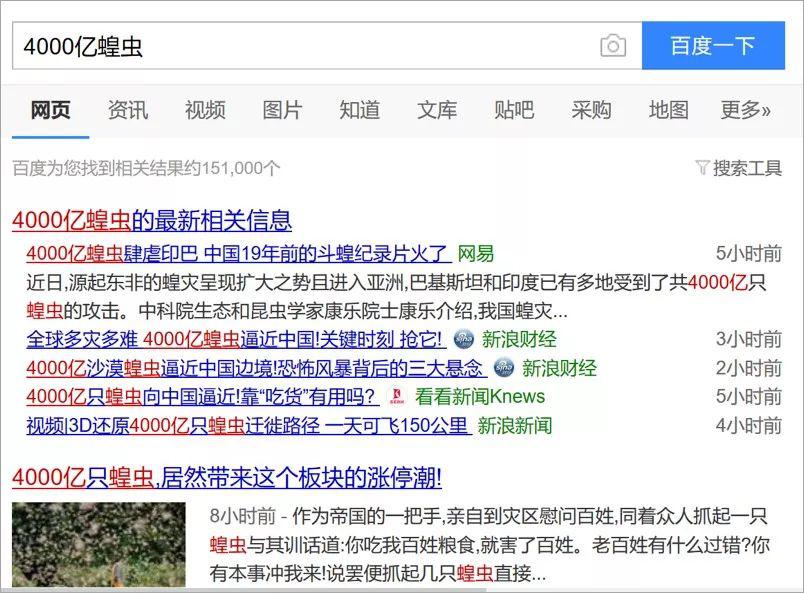 4000亿蝗虫
百度一下
网页 资讯 视频 图片 知道 文库 贴吧 采购 地图 更多»
百度为您找到相关结果约151,000个 搜索工具
4000亿蝗虫的最新相关信息
4000亿蝗虫肆虐印巴 中国19年前的斗蝗纪录片火了 网易 5小时前
近日,源起东非的蝗灾呈现扩大之势且进入亚洲,巴基斯坦和印度已有多地受到了共4000亿只
蝗虫的攻击。中科院生态和昆虫学家康乐院士康乐介绍,我国蝗灾...
全球多灾多难 4000亿蝗虫逼近中国!关键时刻 抢它! sina 新浪财经 3小时前
4000亿沙漠蝗虫逼近中国边境!恐怖风暴背后的三大悬念 sina 新浪财经 2小时前
4000亿只蝗虫向中国逼近!靠“吃货”有用吗? 看看新闻Knews 5小时前
视频|3D还原4000亿只蝗虫迁徙路径 一天可飞150公里 新浪新闻 4小时前
4000亿只蝗虫,居然带来这个板块的涨停潮!
8小时前 - 作为帝国的一把手,亲自到灾区慰问百姓,同着众人抓起一只
蝗虫与其训话道:你吃我百姓粮食,就害了百姓。老百姓有什么过错?你
有本事冲我来!说罢便抓起几只蝗虫直接...